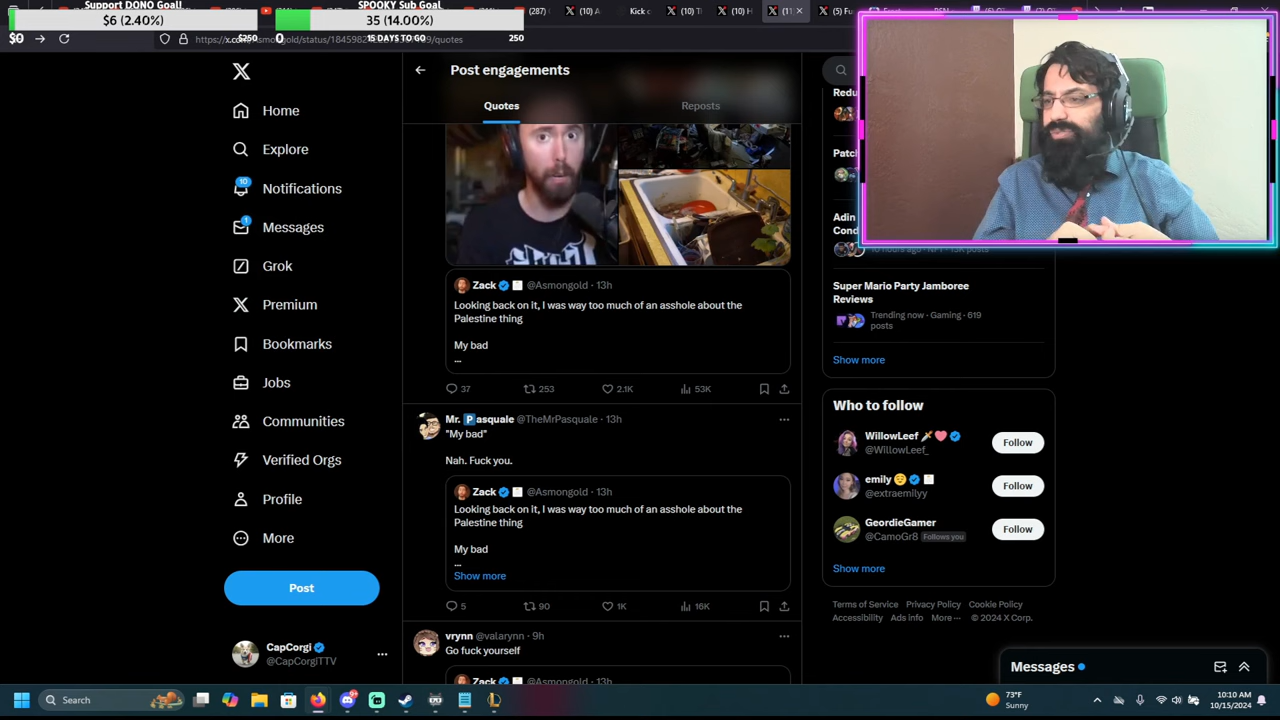 Support DONO Goal
$6 (2.40%)
$0
$250
SPOOKY Sub Goal
35 (14.00%)
0
15 DAYS TO GO
250
Home
Explore
10
Notifications
1
Messages
Grok
Premium
Bookmarks
Jobs
Communities
Verified Orgs
Profile
More
Post
CapCorgi
@CapCorgiTTV
Post engagements
Quotes
Reposts
Zack @Asmongold · 13h
Looking back on it, I was way too much of an asshole about the
Palestine thing
My bad
...
37 253 2.1K 53K
Mr. Pasquale @TheMrPasquale · 13h
"My bad"
Nah. Fuck you.
Zack @Asmongold · 13h
Looking back on it, I was way too much of an asshole about the
Palestine thing
My bad
...
Show more
5 90 1K 16K
vrynn @valarynn · 9h
Go fuck yourself
Zack @Asmongold · 13h
Super Mario Party Jamboree
Reviews
Trending now · Gaming · 619
posts
Show more
Who to follow
WillowLeef
@WillowLeef_
Follow
emily
@extraemilyy
Follow
GeordieGamer
@CamoGr8 Follows you
Follow
Show more
Terms of Service Privacy Policy Cookie Policy
Accessibility Ads info More ··· © 2024 X Corp.
Messages
Search
73°F
Sunny
10:10 AM
10/15/2024